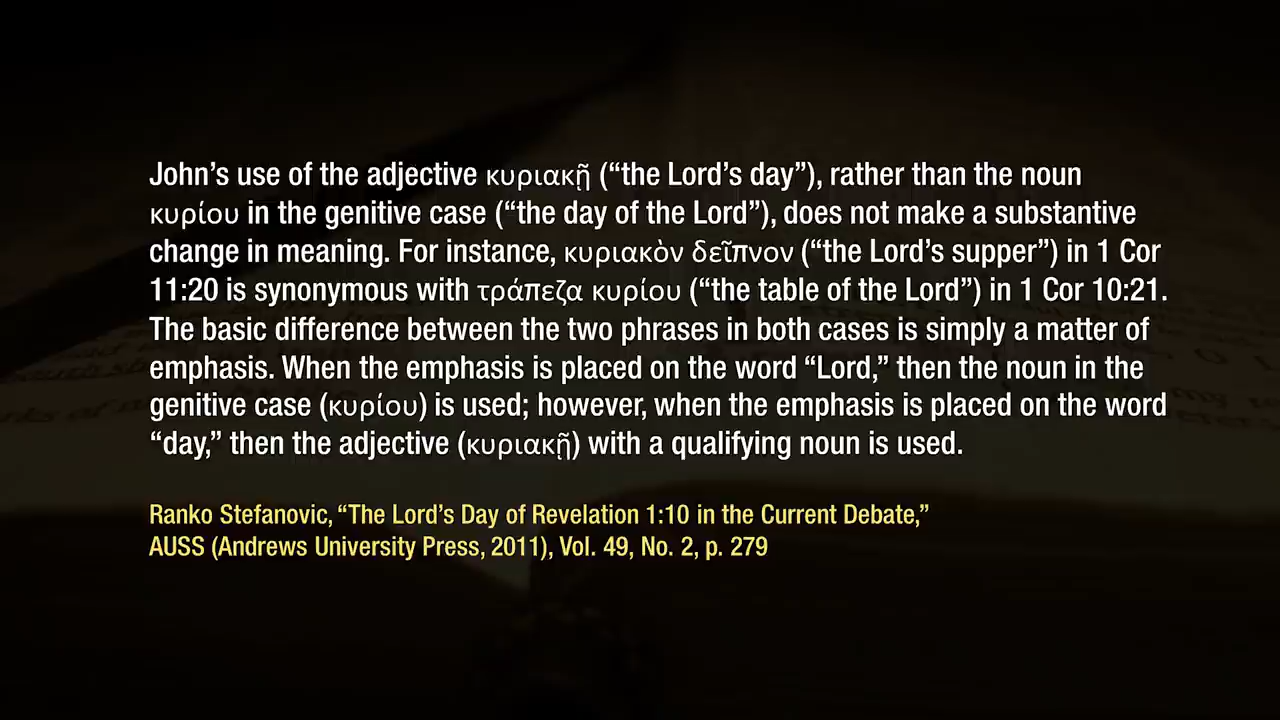 John’s use of the adjective κυριακῇ (“the Lord’s day”), rather than the noun
κυρίου in the genitive case (“the day of the Lord”), does not make a substantive
change in meaning. For instance, κυριακὸν δεῖπνον (“the Lord’s supper”) in 1 Cor
11:20 is synonymous with τράπεζα κυρίου (“the table of the Lord”) in 1 Cor 10:21.
The basic difference between the two phrases in both cases is simply a matter of
emphasis. When the emphasis is placed on the word “Lord,” then the noun in the
genitive case (κυρίου) is used; however, when the emphasis is placed on the word
“day,” then the adjective (κυριακῇ) with a qualifying noun is used.
Ranko Stefanovic, “The Lord’s Day of Revelation 1:10 in the Current Debate,”
AUSS (Andrews University Press, 2011), Vol. 49, No. 2, p. 279